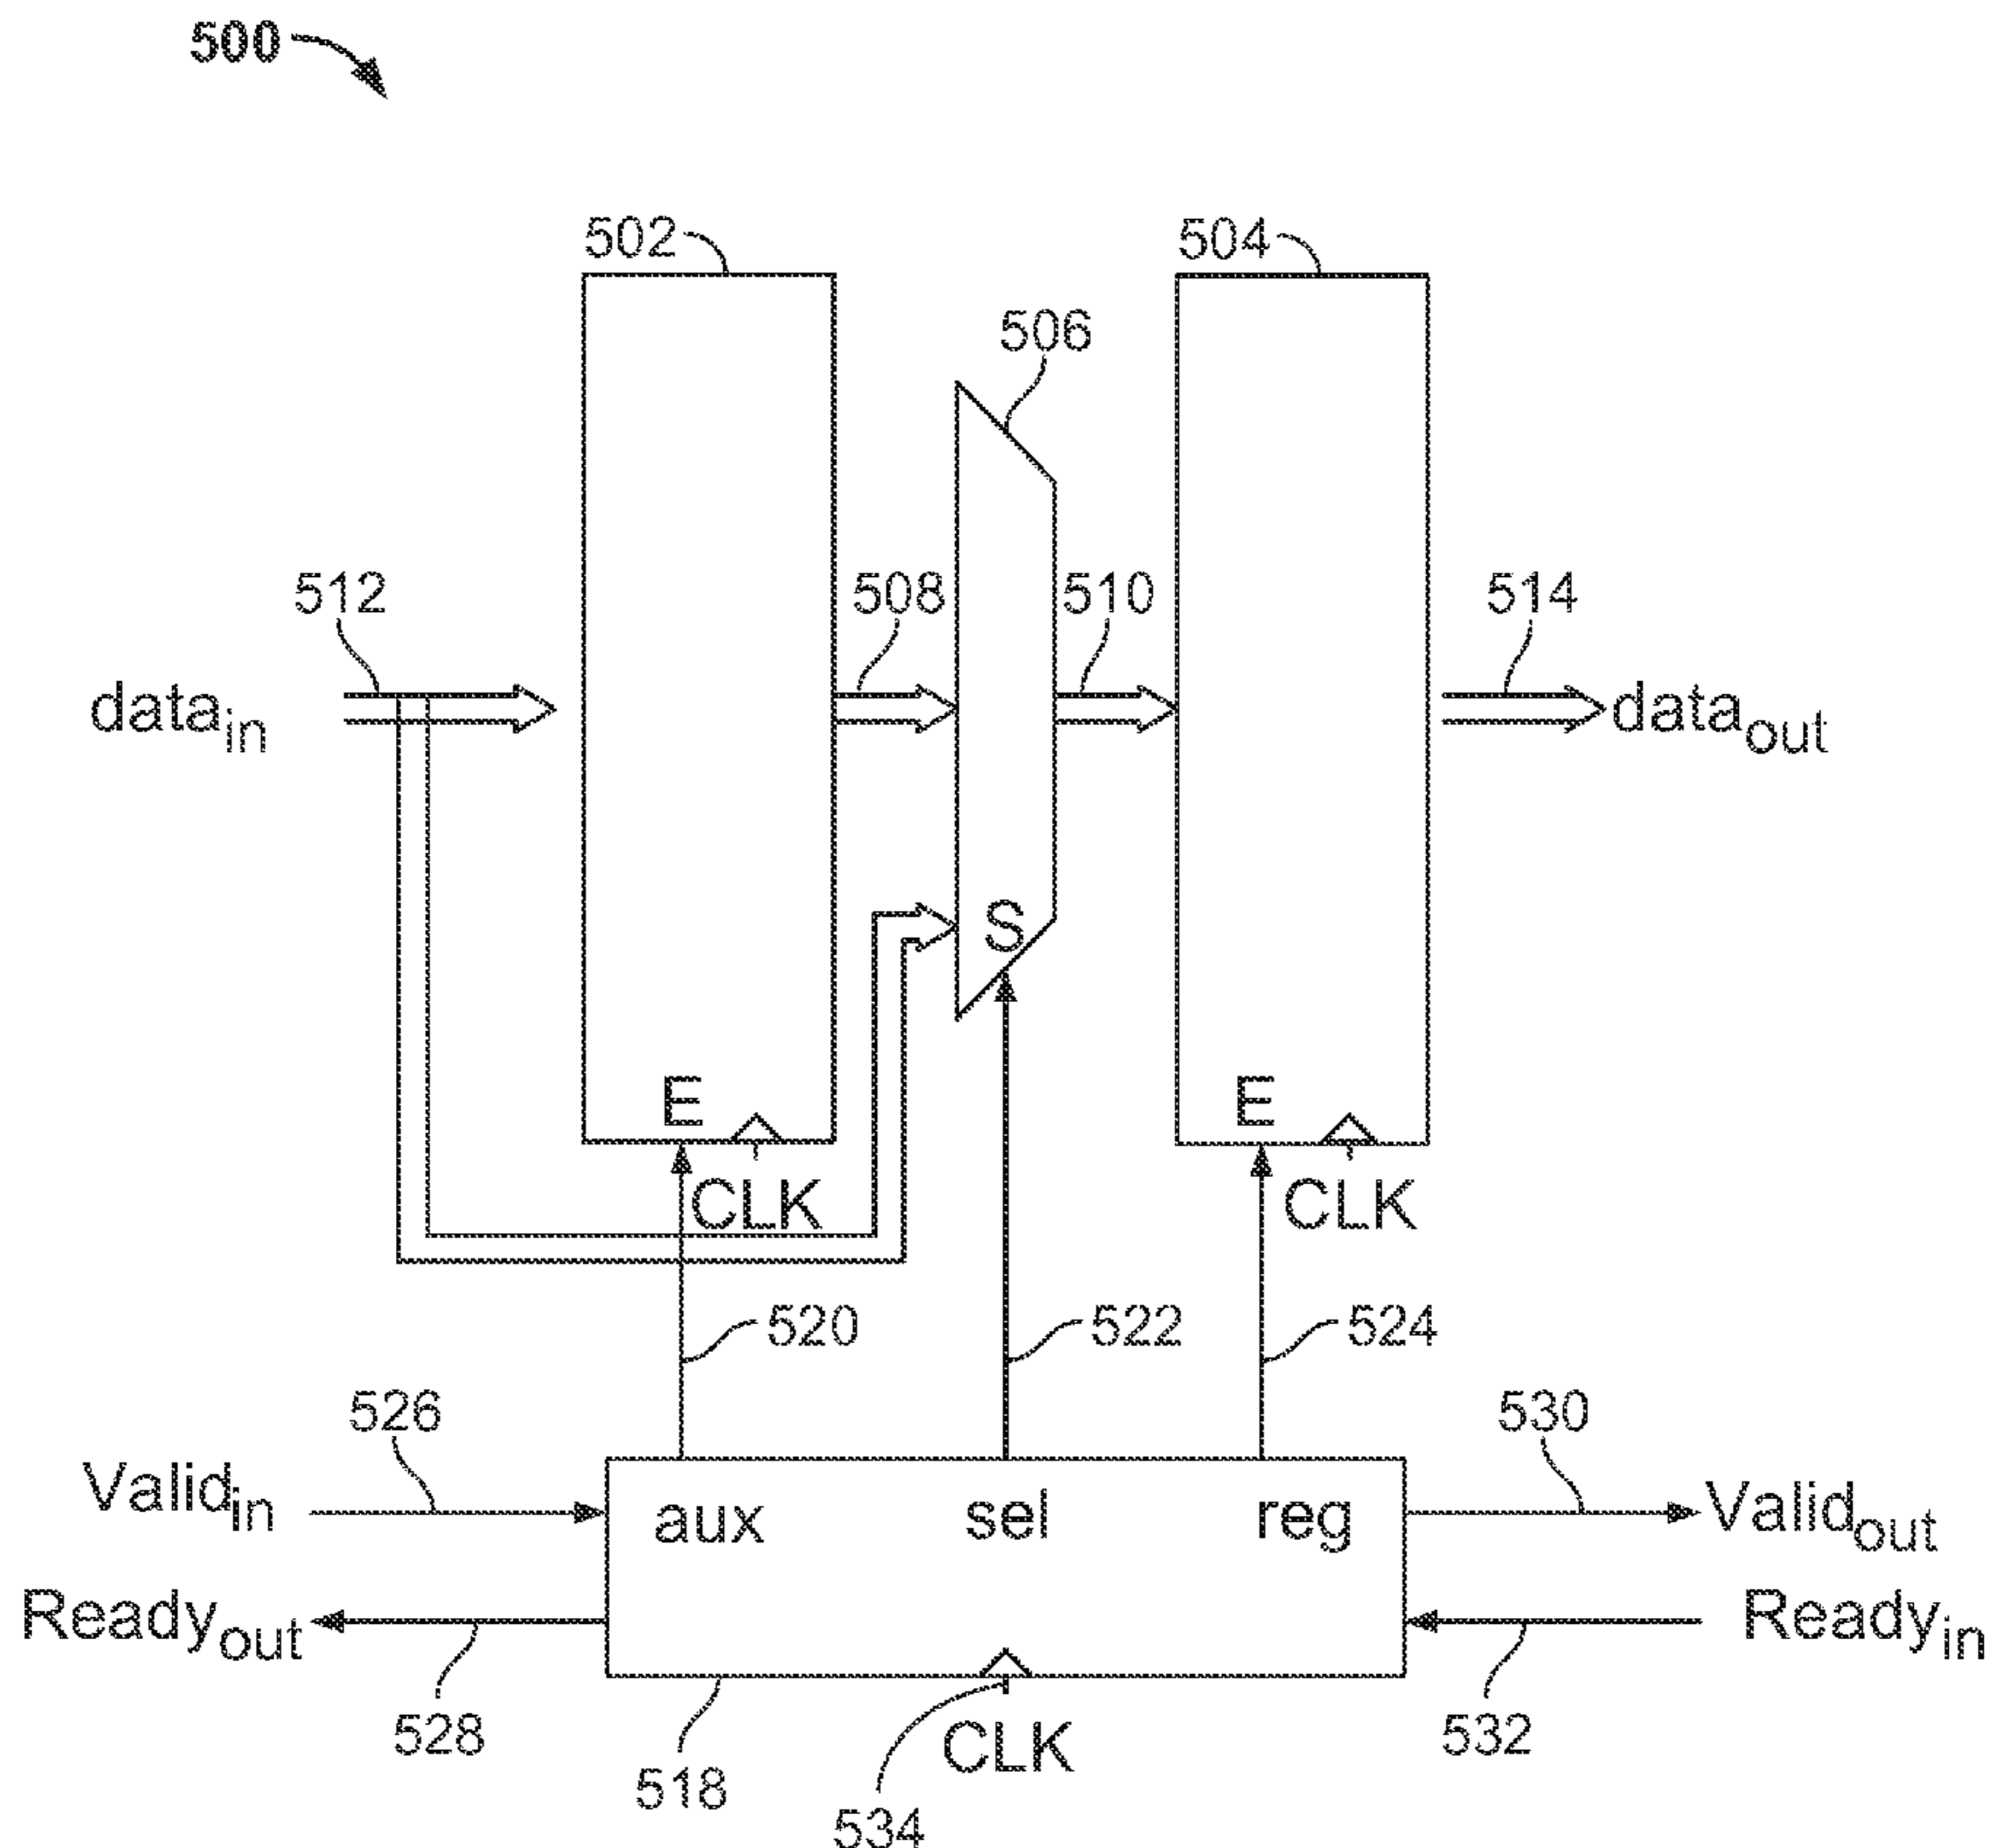 500
502
504
506
512
508
510
514
data_in
data_out
S
E
E
CLK
CLK
520
522
524
526
530
Valid_in
aux
sel
reg
Valid_out
Ready_out
Ready_in
528
518
CLK
532
534